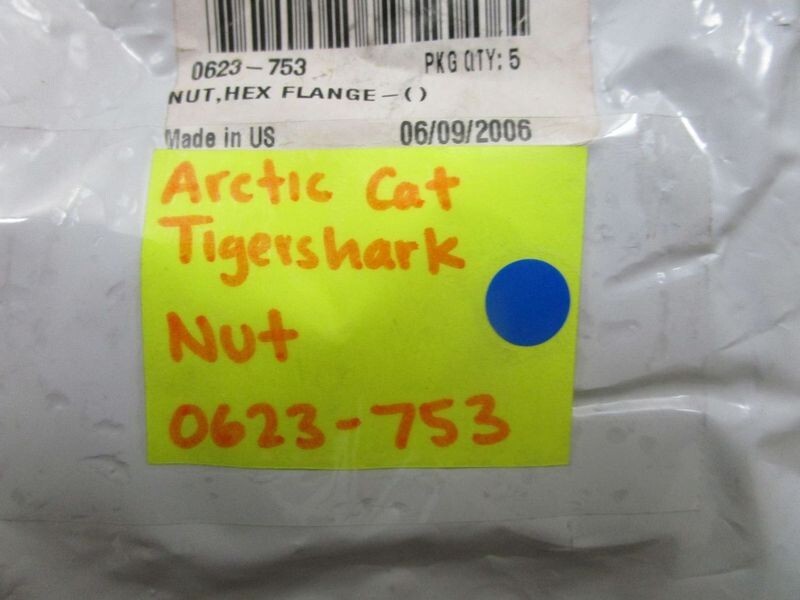 0623-753 PKG QTY: 5
NUT,HEX FLANGE-()
Made in US 06/09/2006
Arctic Cat
Tigershark
Nut
0623-753